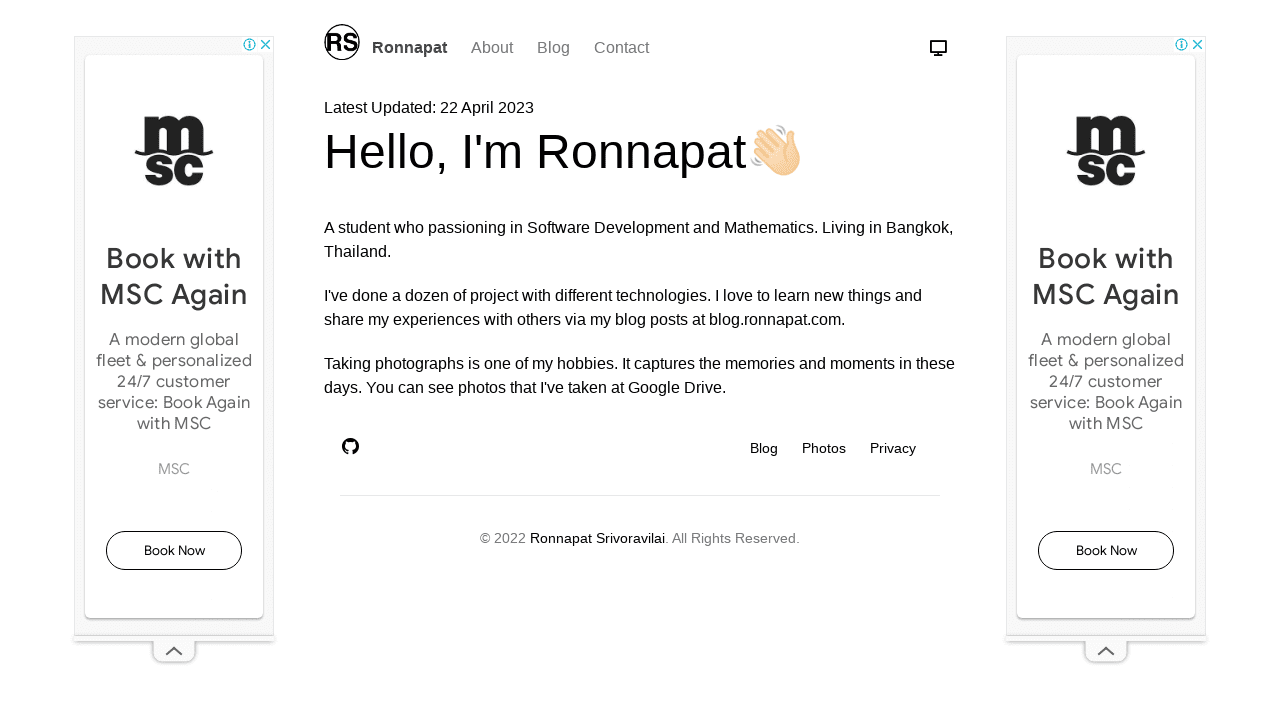 RS
Ronnapat About Blog Contact
Latest Updated: 22 April 2023
Hello, I'm Ronnapat👋🏻
A student who passioning in Software Development and Mathematics. Living in Bangkok,
Thailand.
I've done a dozen of project with different technologies. I love to learn new things and
share my experiences with others via my blog posts at blog.ronnapat.com.
Taking photographs is one of my hobbies. It captures the memories and moments in these
days. You can see photos that I've taken at Google Drive.
Blog Photos Privacy
© 2022 Ronnapat Srivoravilai. All Rights Reserved.
msc
Book with
MSC Again
A modern global
fleet & personalized
24/7 customer
service: Book Again
with MSC
MSC
Book Now
msc
Book with
MSC Again
A modern global
fleet & personalized
24/7 customer
service: Book Again
with MSC
MSC
Book Now